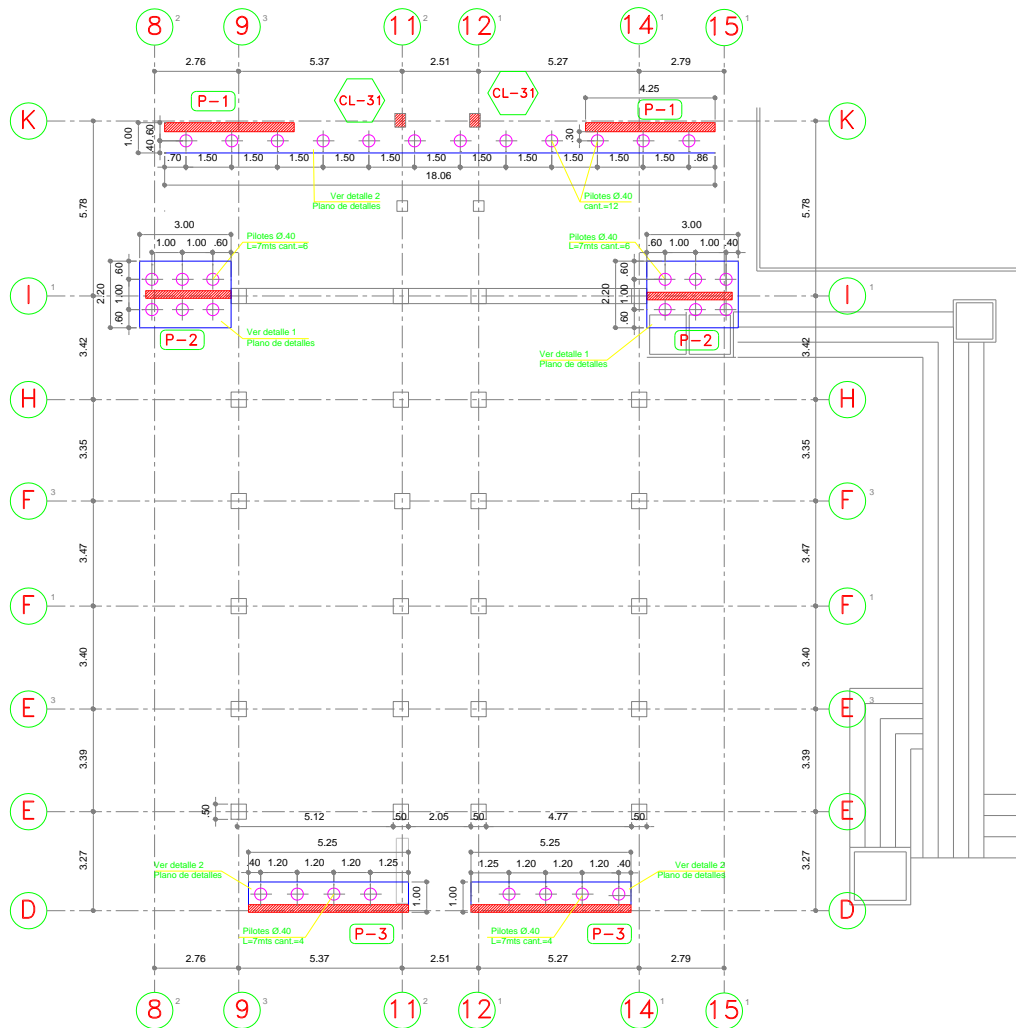 8 2 9 3 11 2 12 1 14 1 15 1
2.76 5.37 2.51 5.27 2.79
4.25
P-1 CL-31 CL-31 P-1
K K
1.00 .60 .40 .30
.70 1.50 1.50 1.50 1.50 1.50 1.50 1.50 1.50 1.50 1.50 1.50 .86
18.06
Ver detalle 2
Plano de detalles
Pilotes Ø.40
cant.=12
5.78 5.78
3.00 3.00
Pilotes Ø.40
L=7mts cant.=6
Pilotes Ø.40
L=7mts cant.=6
1.00 1.00 .60 .60 1.00 1.00 .40
2.20 .60 1.00 .60 2.20 .60 1.00 .60
I 1 I 1
P-2 P-2
Ver detalle 1
Plano de detalles
Ver detalle 1
Plano de detalles
3.42 3.42
H H
3.35 3.35
F 3 F 3
3.47 3.47
F 1 F 1
3.40 3.40
E 3 E 3
3.39 3.39
E E
.50 5.12 .50 2.05 .50 4.77 .50
5.25 5.25
3.27 3.27
Ver detalle 2
Plano de detalles
Ver detalle 2
Plano de detalles
.40 1.20 1.20 1.20 1.25 1.25 1.20 1.20 1.20 .40
1.00 1.00
D D
Pilotes Ø.40
L=7mts cant.=4
P-3
Pilotes Ø.40
L=7mts cant.=4
P-3
2.76 5.37 2.51 5.27 2.79
8 2 9 3 11 2 12 1 14 1 15 1